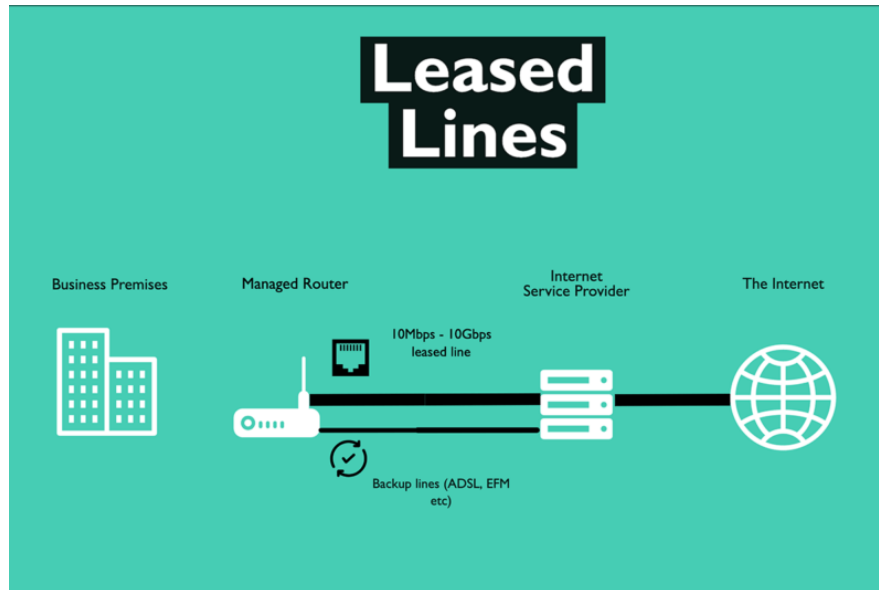 Leased
Lines
Business Premises
Managed Router
Internet
Service Provider
The Internet
10Mbps - 10Gbps
leased line
Backup lines (ADSL, EFM
etc)